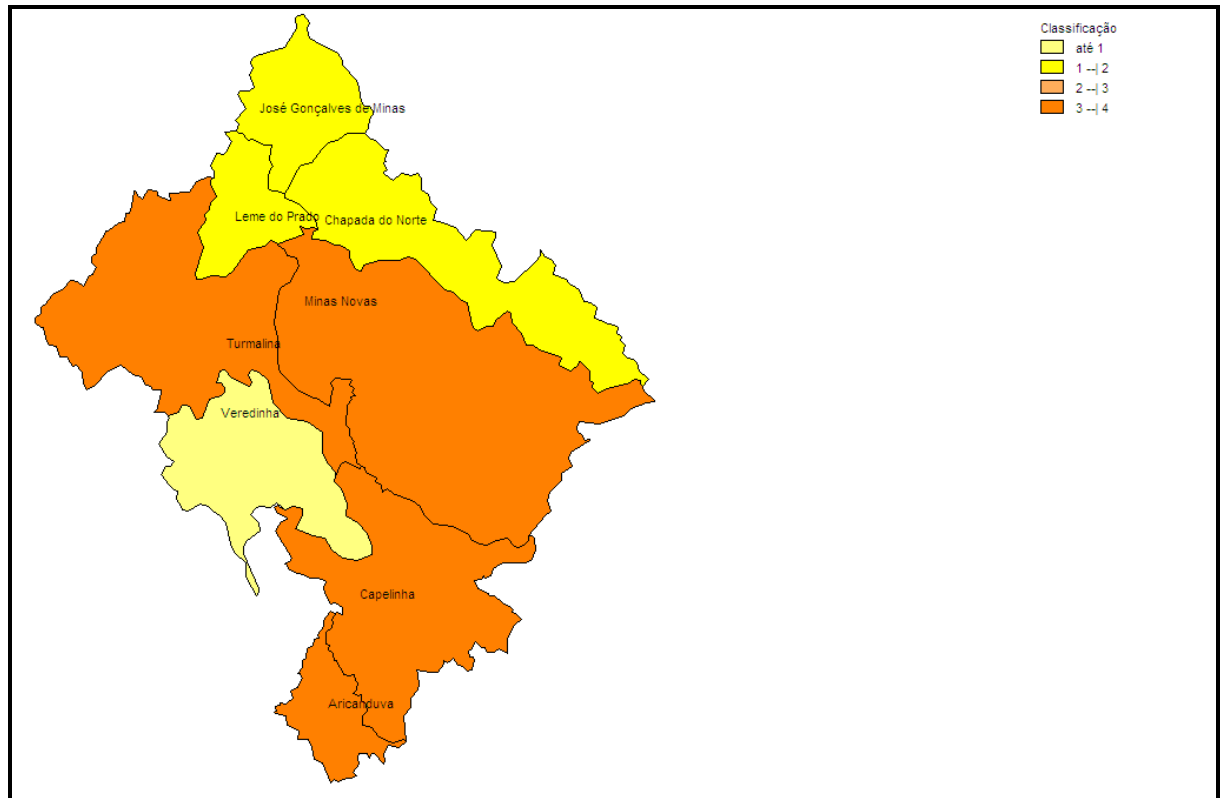 Classificação
até 1
1 --| 2
2 --| 3
3 --| 4
José Gonçalves de Minas
Leme do Prado
Chapada do Norte
Minas Novas
Turmalina
Veredinha
Capelinha
Aricanduva